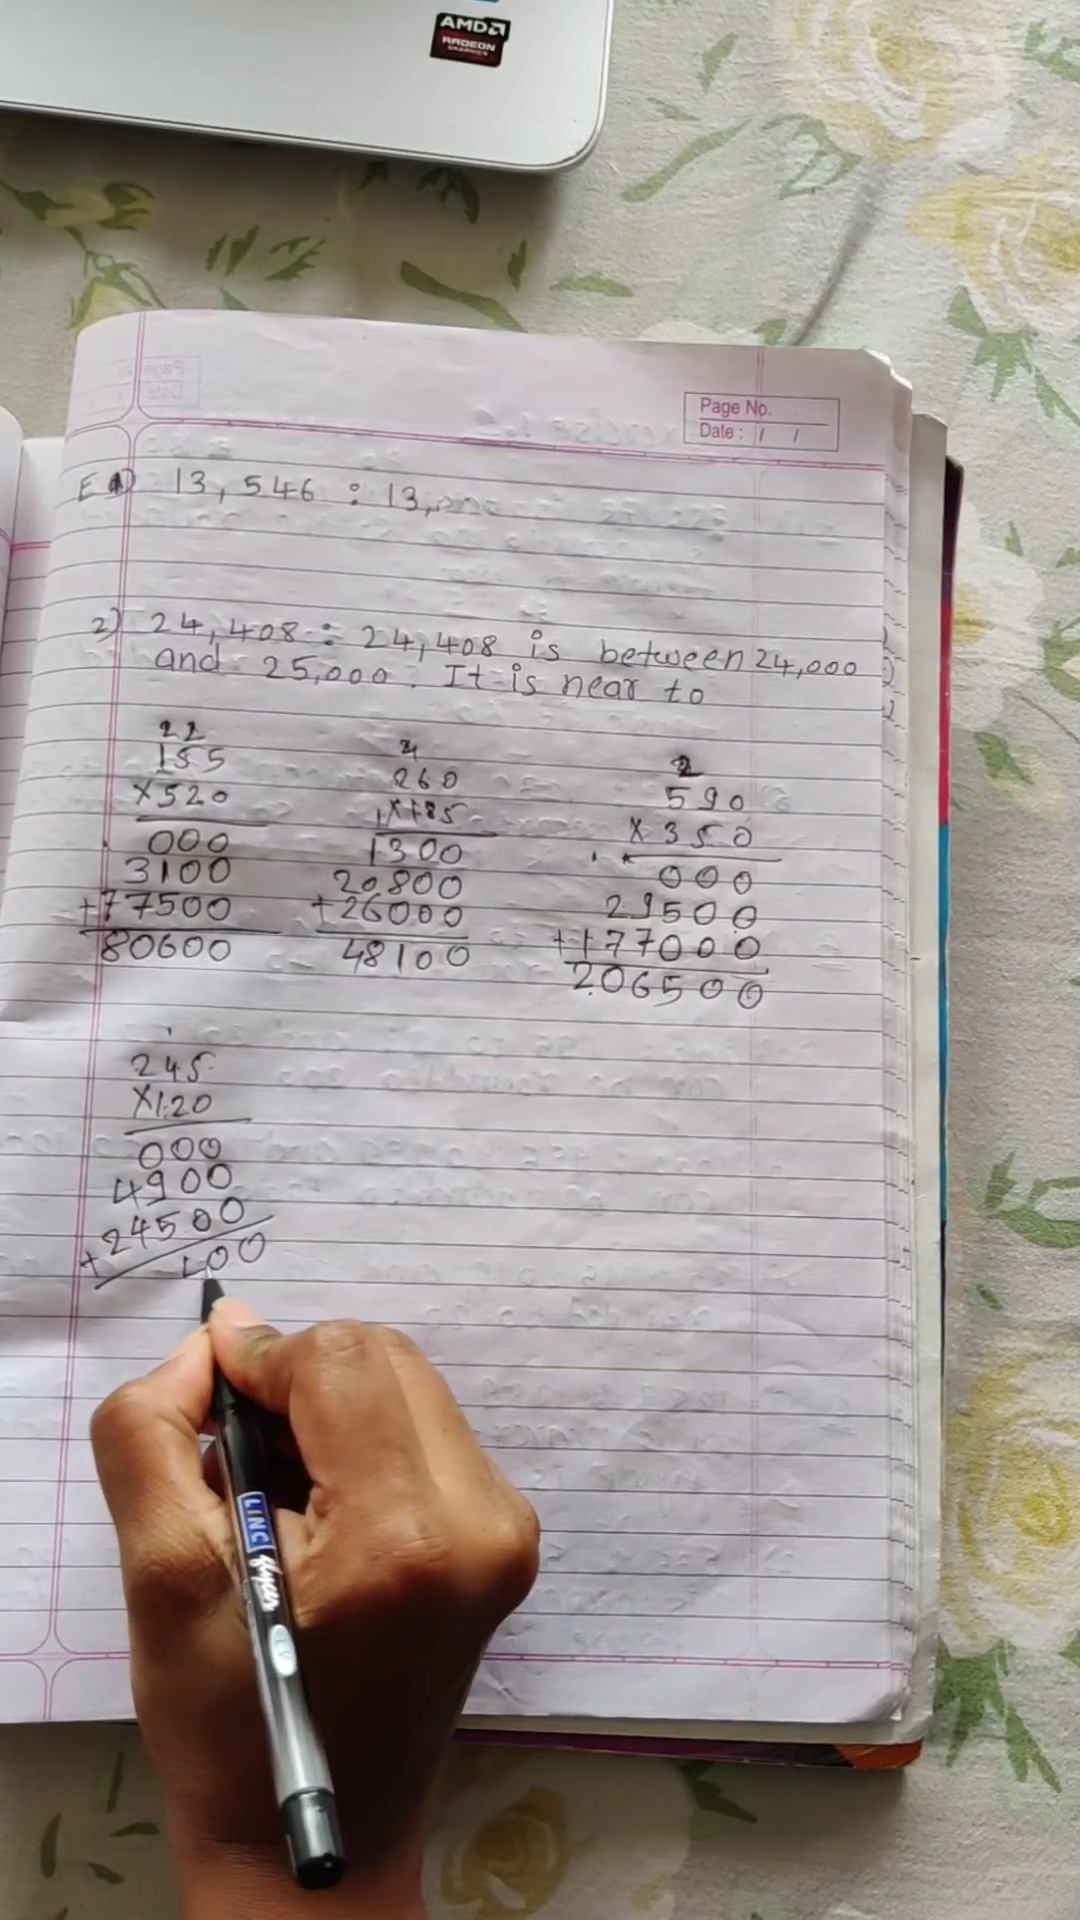 AMD
RADEON
GRAPHICS
Page No.
Date : / /
E 1) 13,546 : 13,
2) 24,408 : 24,408 is between 24,000
and 25,000. It is near to
22
155
×520
000
3100
+77500
80600
260
×185
1300
20800
+26000
48100
590
×350
000
29500
+177000
206500
245
×120
000
4900
+24500
400
LINC